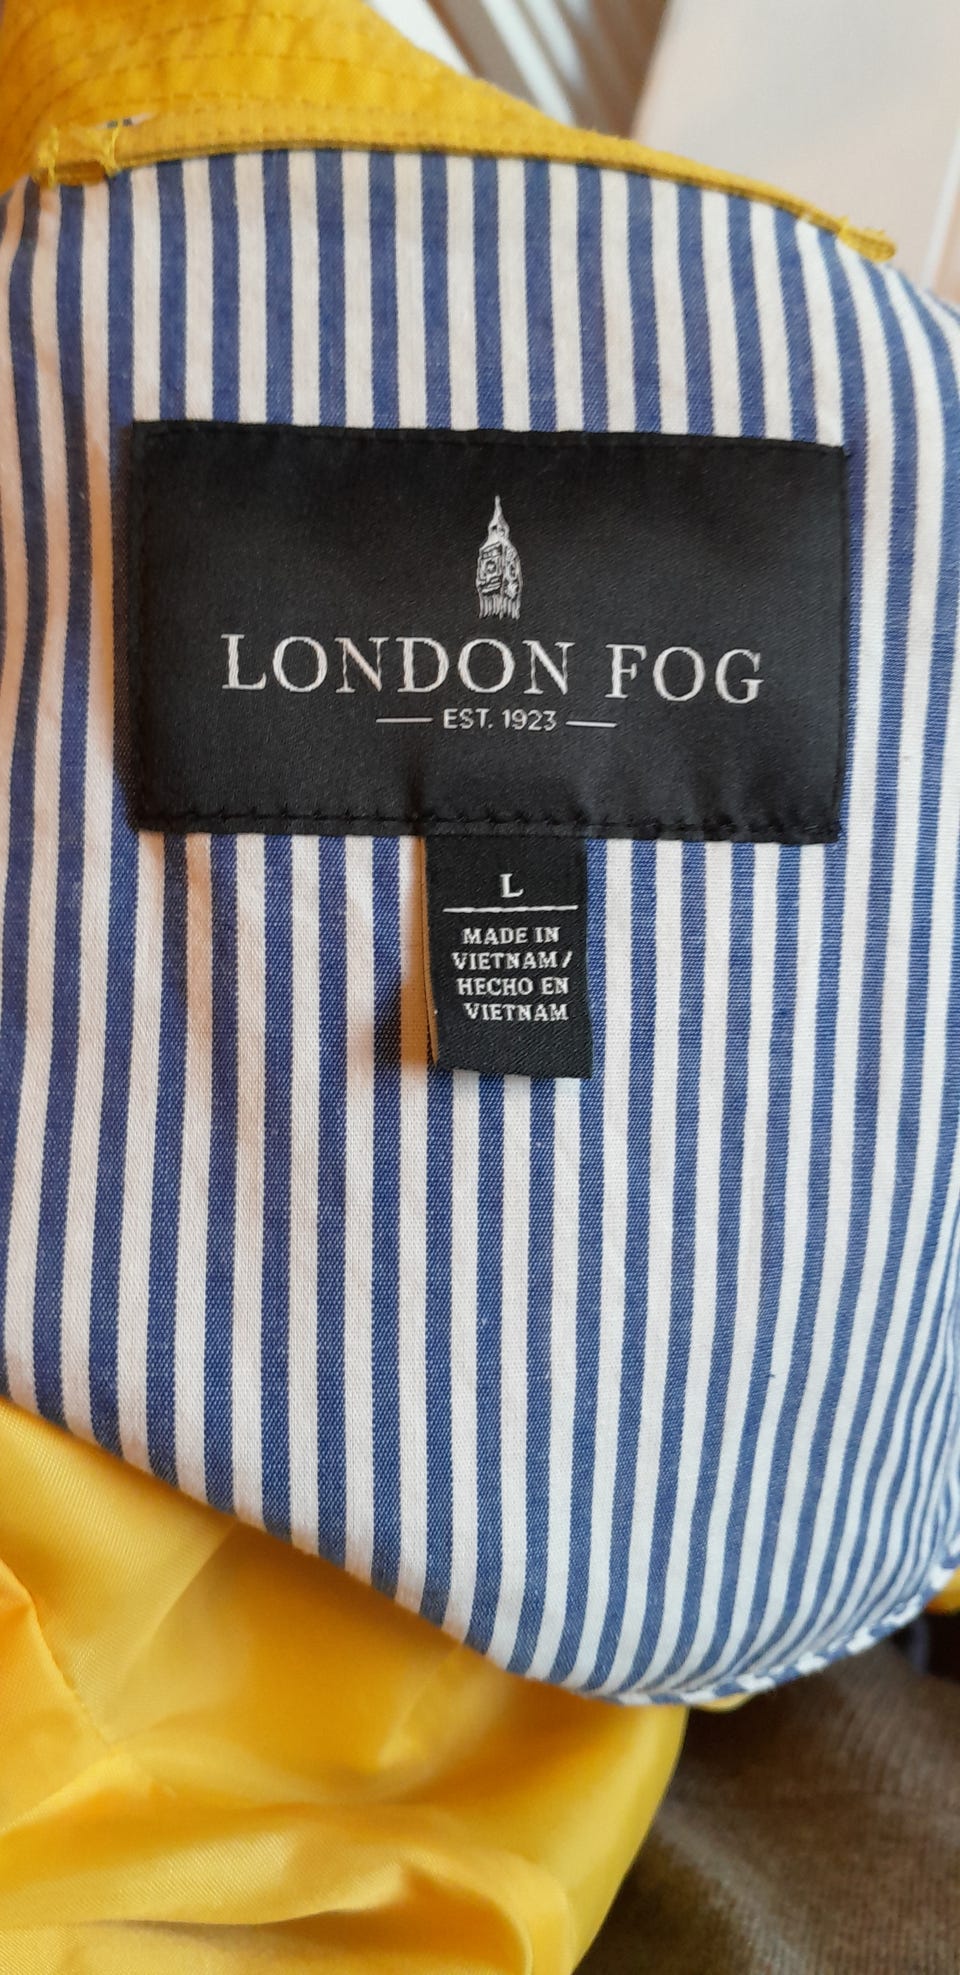 LONDON FOG
EST. 1923
L
MADE IN
VIETNAM/
HECHO EN
VIETNAM